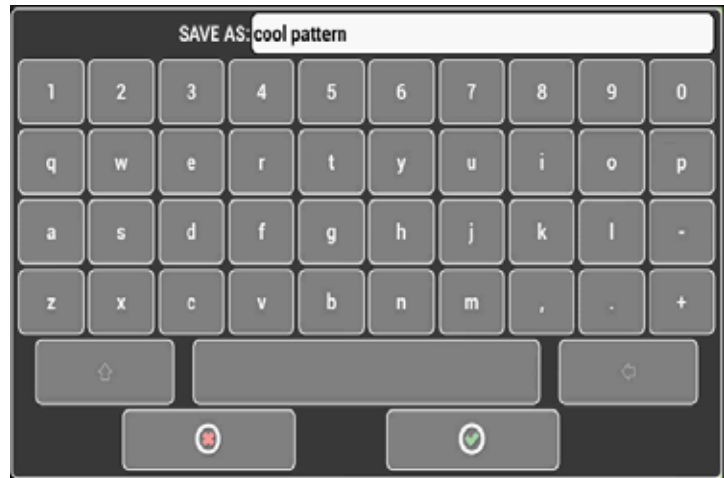 SAVE AS: cool pattern
1 2 3 4 5 6 7 8 9 0
q w e r t y u i o p
a s d f g h j k l -
z x c v b n m , . +